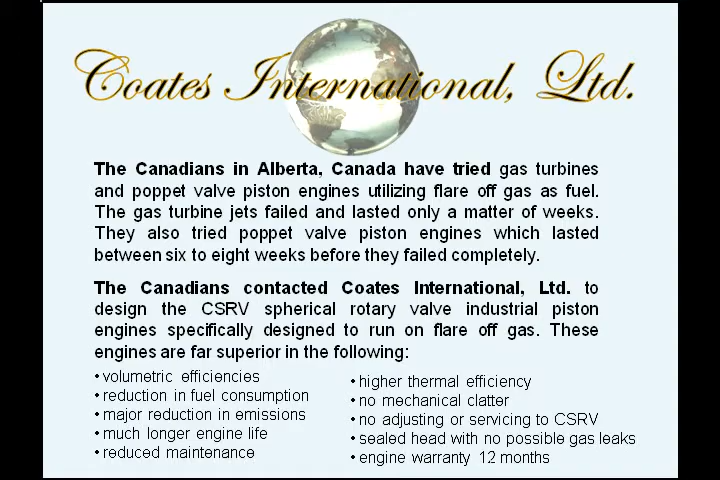 Coates International, Ltd.
The Canadians in Alberta, Canada have tried gas turbines
and poppet valve piston engines utilizing flare off gas as fuel.
The gas turbine jets failed and lasted only a matter of weeks.
They also tried poppet valve piston engines which lasted
between six to eight weeks before they failed completely.
The Canadians contacted Coates International, Ltd. to
design the CSRV spherical rotary valve industrial piston
engines specifically designed to run on flare off gas. These
engines are far superior in the following:
• volumetric efficiencies
• reduction in fuel consumption
• major reduction in emissions
• much longer engine life
• reduced maintenance
• higher thermal efficiency
• no mechanical clatter
• no adjusting or servicing to CSRV
• sealed head with no possible gas leaks
• engine warranty 12 months